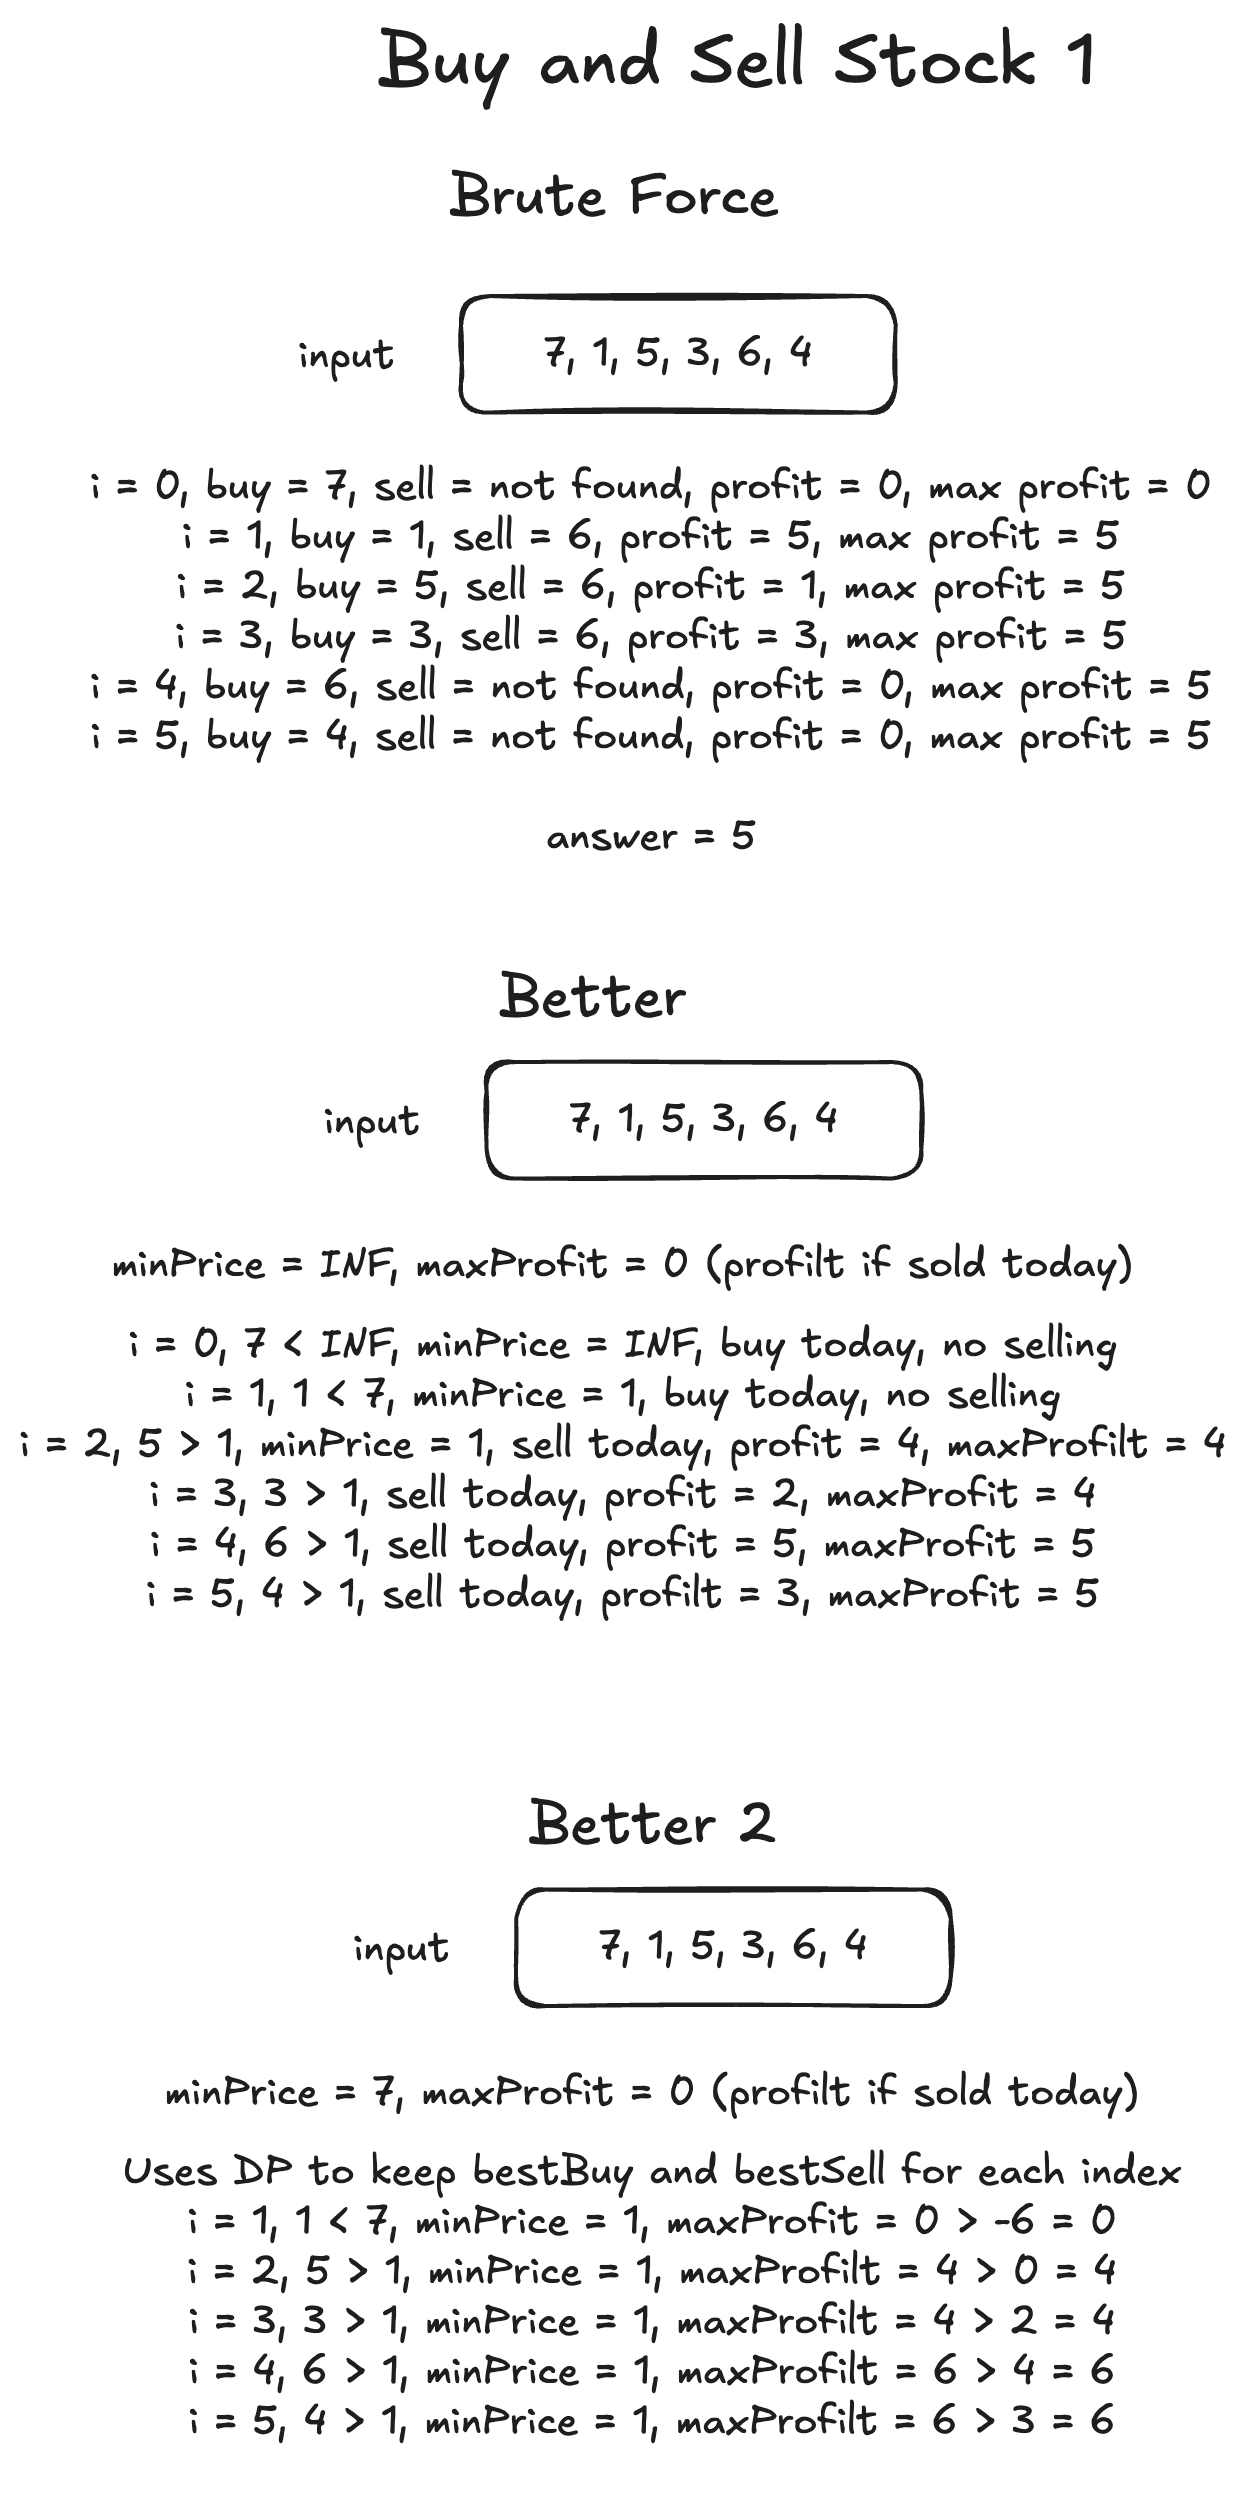 Buy and Sell Stock 1
Brute Force
input
7, 1, 5, 3, 6, 4
i = 0, buy = 7, sell = not found, profit = 0, max profit = 0
i = 1, buy = 1, sell = 6, profit = 5, max profit = 5
i = 2, buy = 5, sell = 6, profit = 1, max profit = 5
i = 3, buy = 3, sell = 6, profit = 3, max profit = 5
i = 4, buy = 6, sell = not found, profit = 0, max profit = 5
i = 5, buy = 4, sell = not found, profit = 0, max profit = 5
answer = 5
Better
input
7, 1, 5, 3, 6, 4
minPrice = INF, maxProfit = 0 (profilt if sold today)
i = 0, 7 < INF, minPrice = INF, buy today, no selling
i = 1, 1 < 7, minPrice = 1, buy today, no selling
i = 2, 5 > 1, minPrice = 1, sell today, profit = 4, maxProfilt = 4
i = 3, 3 > 1, sell today, profit = 2, maxProfit = 4
i = 4, 6 > 1, sell today, profit = 5, maxProfit = 5
i = 5, 4 > 1, sell today, profilt = 3, maxProfit = 5
Better 2
input
7, 1, 5, 3, 6, 4
minPrice = 7, maxProfit = 0 (profilt if sold today)
Uses DP to keep bestBuy and bestSell for each index
i = 1, 1 < 7, minPrice = 1, maxProfit = 0 > -6 = 0
i = 2, 5 > 1, minPrice = 1, maxProfilt = 4 > 0 = 4
i = 3, 3 > 1, minPrice = 1, maxProfilt = 4 > 2 = 4
i = 4, 6 > 1, minPrice = 1, maxProfilt = 6 > 4 = 6
i = 5, 4 > 1, minPrice = 1, maxProfilt = 6 > 3 = 6